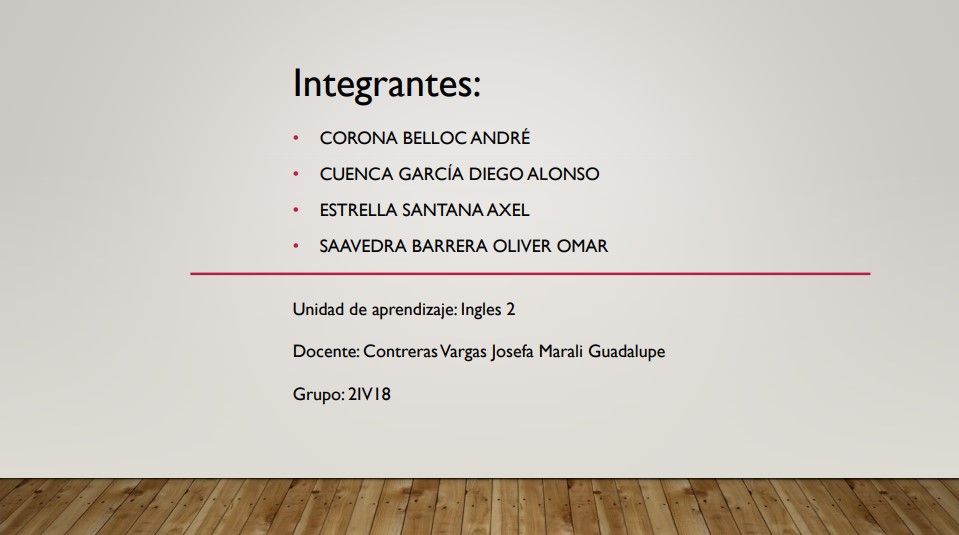 Integrantes:
• CORONA BELLOC ANDRÉ
• CUENCA GARCÍA DIEGO ALONSO
• ESTRELLA SANTANA AXEL
• SAAVEDRA BARRERA OLIVER OMAR
Unidad de aprendizaje: Ingles 2
Docente: Contreras Vargas Josefa Marali Guadalupe
Grupo: 2IV18